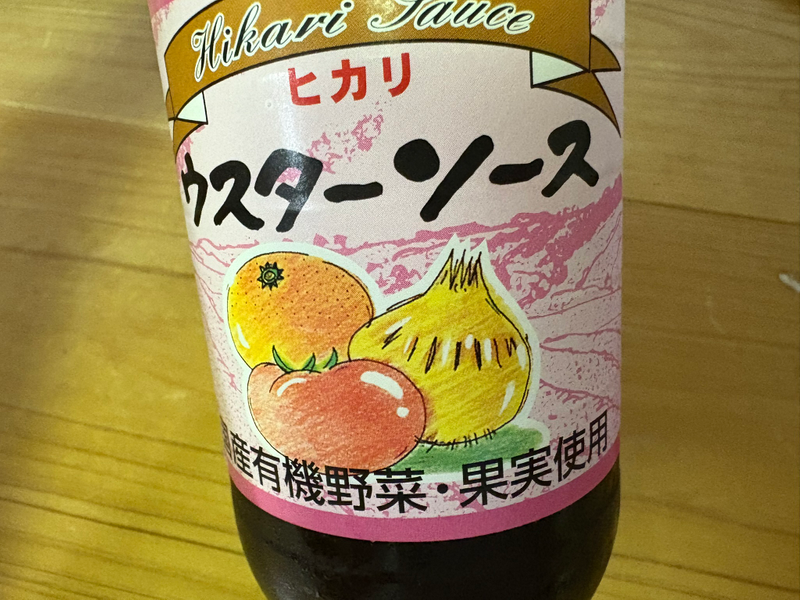 Hikari Sauce
ヒカリ
ウスターソース
国産有機野菜・果実使用